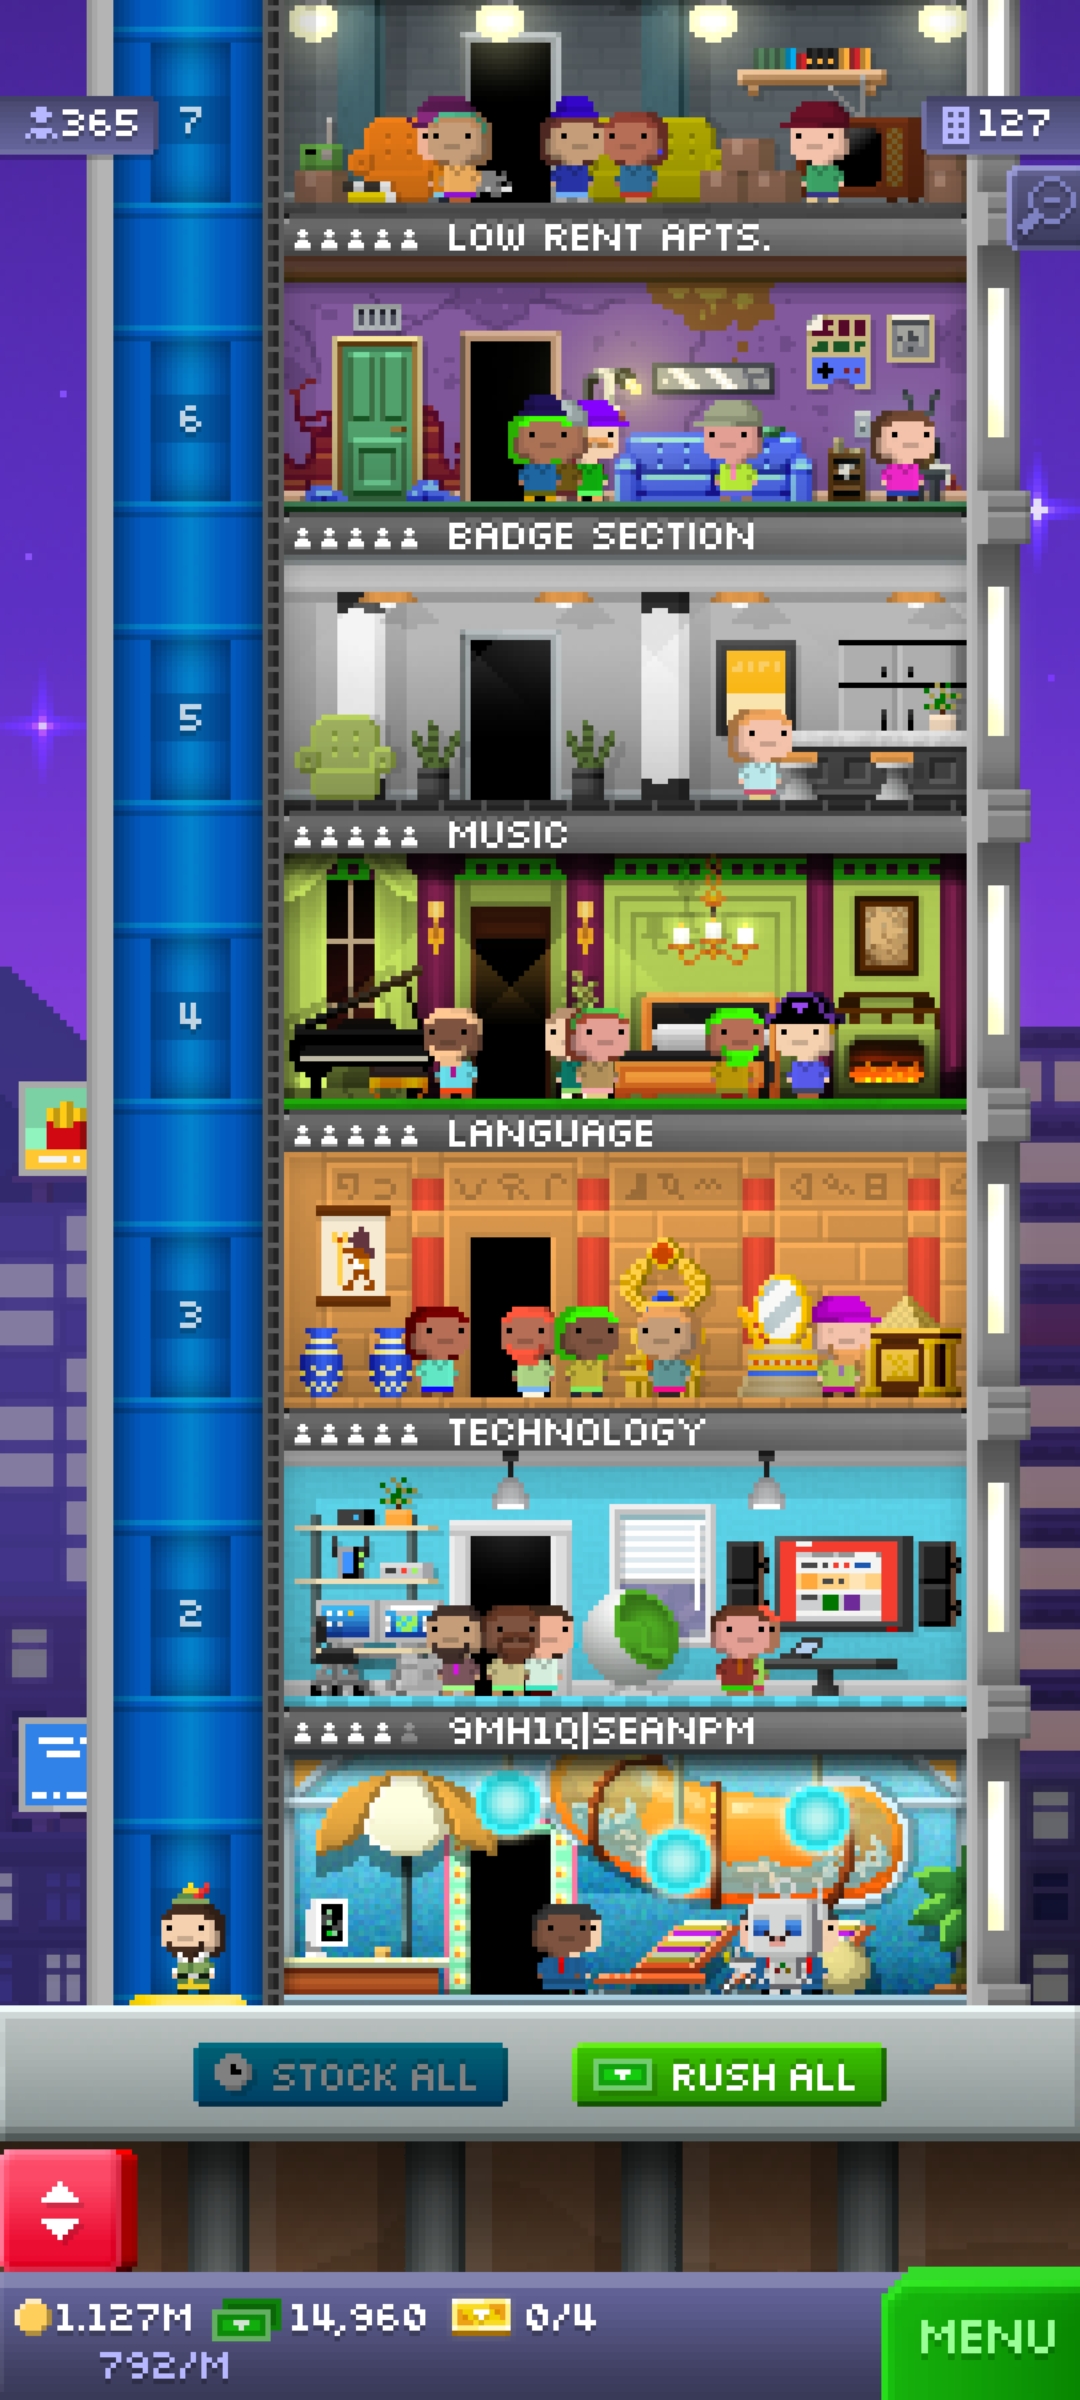 365
7
127
LOW RENT APTS.
6
BADGE SECTION
5
MUSIC
4
LANGUAGE
3
TECHNOLOGY
2
9MH1Q|SEANPM
STOCK ALL
RUSH ALL
1.127M
14,960
0/4
792/M
MENU